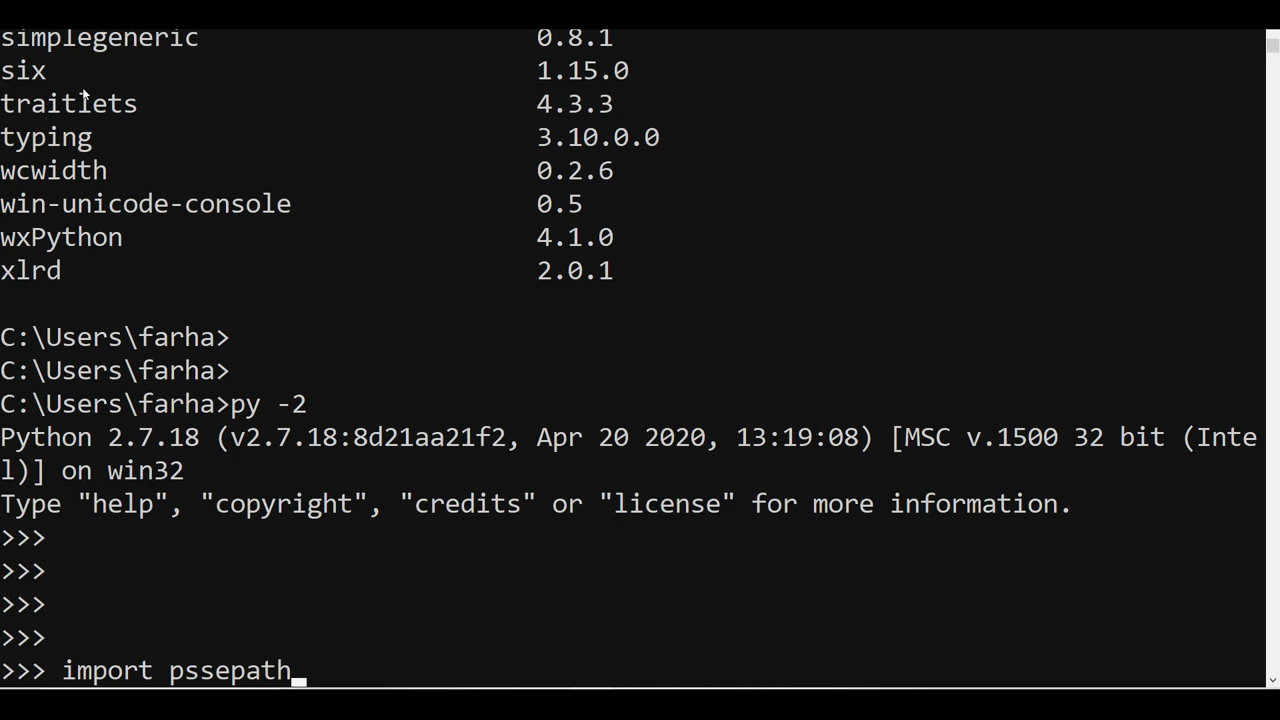 simplegeneric 0.8.1
six 1.15.0
traitlets 4.3.3
typing 3.10.0.0
wcwidth 0.2.6
win-unicode-console 0.5
wxPython 4.1.0
xlrd 2.0.1
C:\Users\farha>
C:\Users\farha>
C:\Users\farha>py -2
Python 2.7.18 (v2.7.18:8d21aa21f2, Apr 20 2020, 13:19:08) [MSC v.1500 32 bit (Inte
l)] on win32
Type "help", "copyright", "credits" or "license" for more information.
>>>
>>>
>>>
>>>
>>> import pssepath